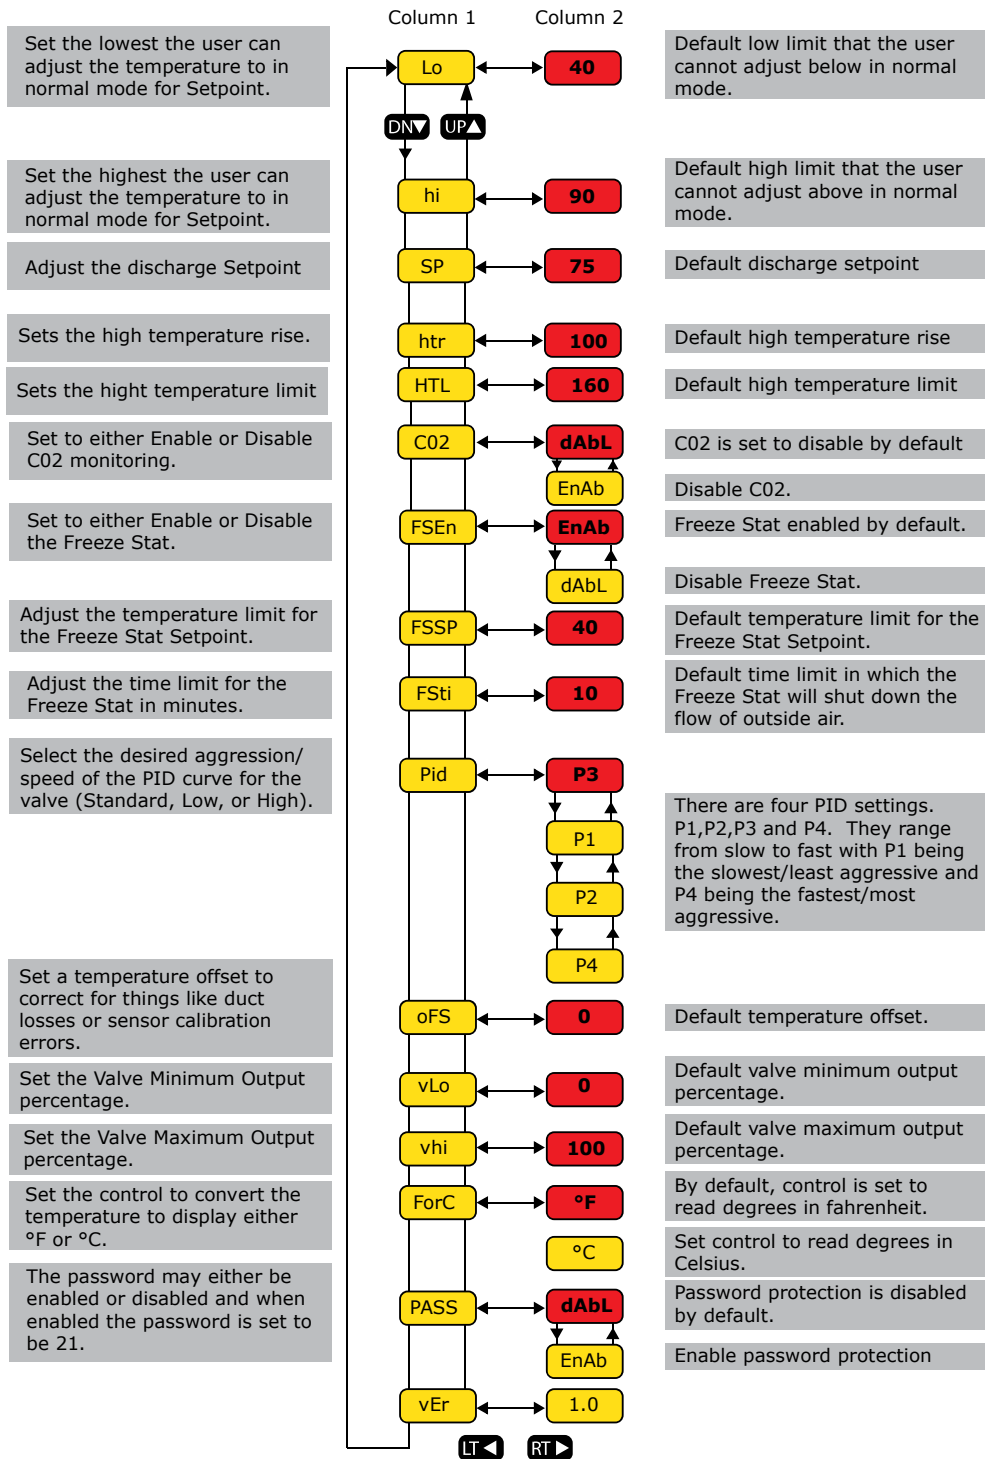 Column 1
Column 2
Set the lowest the user can
adjust the temperature to in
normal mode for Setpoint.
Lo
40
Default low limit that the user
cannot adjust below in normal
mode.
DN▼
UP▲
Set the highest the user can
adjust the temperature to in
normal mode for Setpoint.
hi
90
Default high limit that the user
cannot adjust above in normal
mode.
Adjust the discharge Setpoint
SP
75
Default discharge setpoint
Sets the high temperature rise.
htr
100
Default high temperature rise
Sets the hight temperature limit
HTL
160
Default high temperature limit
Set to either Enable or Disable
C02 monitoring.
C02
dAbL
C02 is set to disable by default
EnAb
Disable C02.
Set to either Enable or Disable
the Freeze Stat.
FSEn
EnAb
Freeze Stat enabled by default.
dAbL
Disable Freeze Stat.
Adjust the temperature limit for
the Freeze Stat Setpoint.
FSSP
40
Default temperature limit for the
Freeze Stat Setpoint.
Adjust the time limit for the
Freeze Stat in minutes.
FSti
10
Default time limit in which the
Freeze Stat will shut down the
flow of outside air.
Select the desired aggression/
speed of the PID curve for the
valve (Standard, Low, or High).
Pid
P3
P1
P2
P4
There are four PID settings.
P1,P2,P3 and P4.  They range
from slow to fast with P1 being
the slowest/least aggressive and
P4 being the fastest/most
aggressive.
Set a temperature offset to
correct for things like duct
losses or sensor calibration
errors.
oFS
0
Default temperature offset.
Set the Valve Minimum Output
percentage.
vLo
0
Default valve minimum output
percentage.
Set the Valve Maximum Output
percentage.
vhi
100
Default valve maximum output
percentage.
Set the control to convert the
temperature to display either
°F or °C.
ForC
°F
By default, control is set to
read degrees in fahrenheit.
°C
Set control to read degrees in
Celsius.
The password may either be
enabled or disabled and when
enabled the password is set to
be 21.
PASS
dAbL
Password protection is disabled
by default.
EnAb
Enable password protection
vEr
1.0
LT◀
RT▶